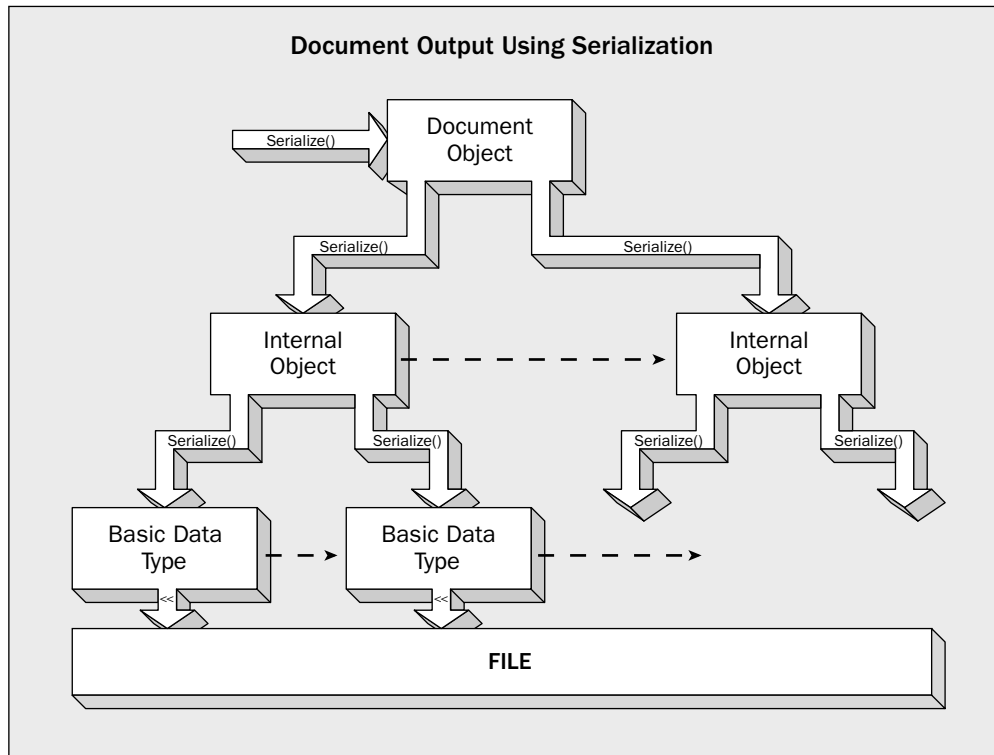 Document Output Using Serialization
Serialize()
Document
Object
Serialize()
Serialize()
Internal
Object
Internal
Object
Serialize()
Serialize()
Serialize()
Serialize()
Basic Data
Type
Basic Data
Type
<<
<<
FILE